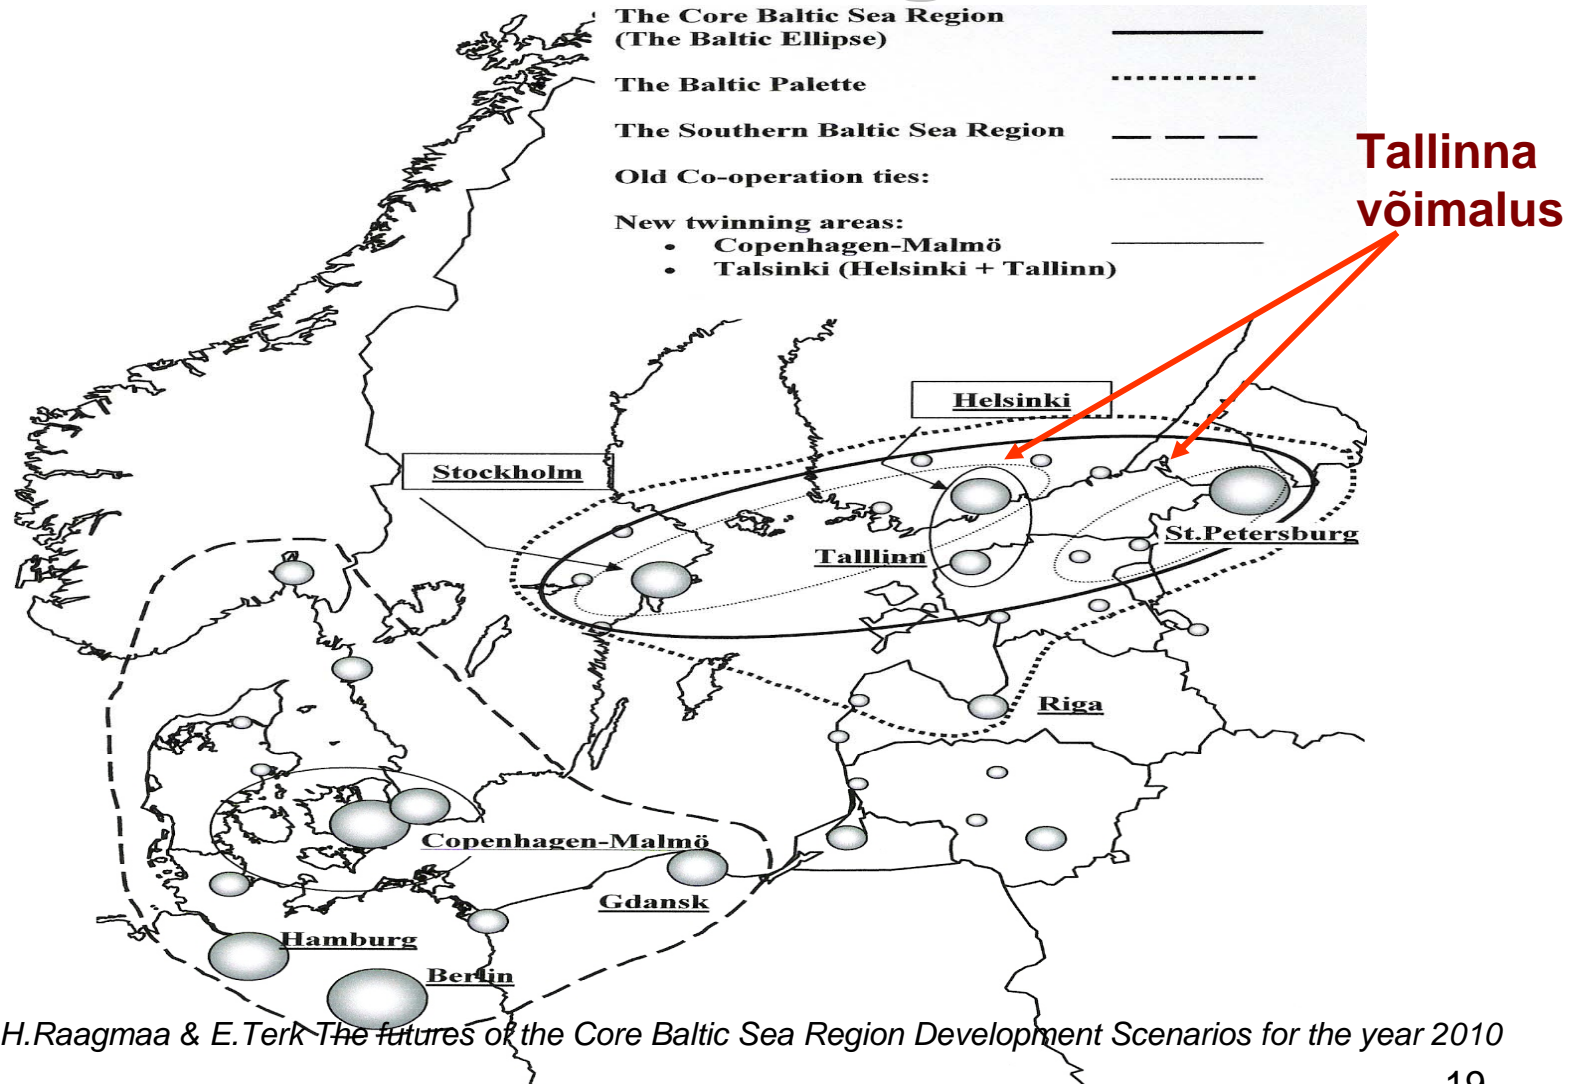 The Core Baltic Sea Region
(The Baltic Ellipse)
The Baltic Palette
The Southern Baltic Sea Region
Old Co-operation ties:
New twinning areas:
• Copenhagen-Malmö
• Talsinki (Helsinki + Tallinn)
Tallinna
võimalus
Helsinki
Stockholm
St.Petersburg
Talllinn
Riga
Copenhagen-Malmö
Gdansk
Hamburg
Berlin
H.Raagmaa & E.Terk The futures of the Core Baltic Sea Region Development Scenarios for the year 2010
19